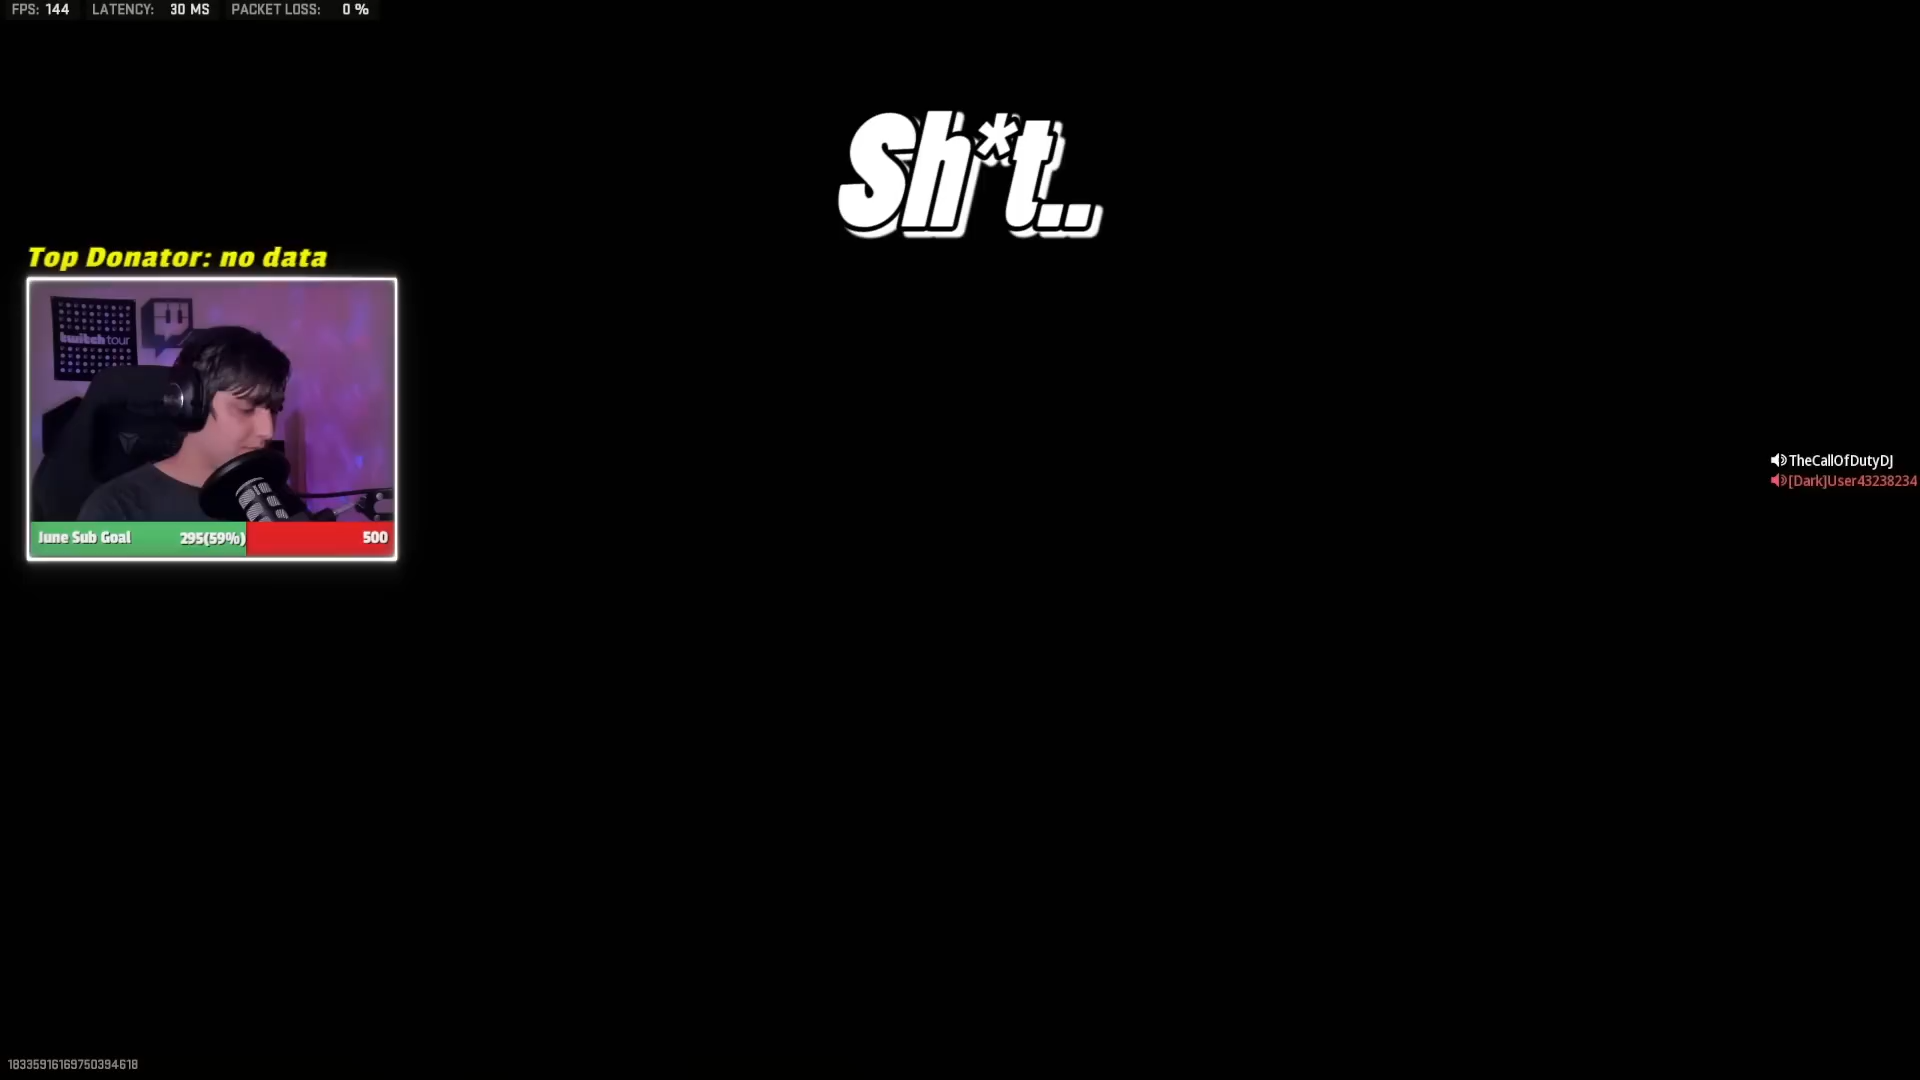 FPS: 144 LATENCY: 30 MS PACKET LOSS: 0 %
Sh*t..
Top Donator: no data
twitchtour
TheCallOfDutyDJ
[Dark]User43238234
June Sub Goal 295(59%) 500
18335916169750394618